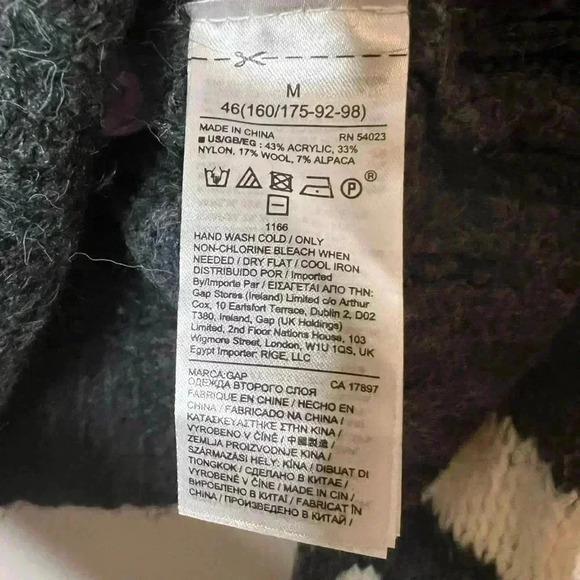 M
46(160/175-92-98)
MADE IN CHINA RN 54023
■ US/GB/EG : 43% ACRYLIC, 33%
NYLON, 17% WOOL, 7% ALPACA
P ®
1166
HAND WASH COLD / ONLY
NON-CHLORINE BLEACH WHEN
NEEDED / DRY FLAT / COOL IRON
DISTRIBUIDO POR / Imported
By/Importe Par / ΕΙΣΑΓΕΤΑΙ ΑΠΟ ΤΗΝ:
Gap Stores (Ireland) Limited c/o Arthur
Cox, 10 Earlsfort Terrace, Dublin 2, D02
T380, Ireland, Gap (UK Holdings)
Limited, 2nd Floor Nations House, 103
Wigmore Street, London, W1U 1QS, UK
Egypt Importer: RIGE, LLC
MARCA:GAP CA 17897
ОДЕЖДА ВТОРОГО СЛОЯ
FABRIQUE EN CHINE / HECHO EN
CHINA / FABRICADO NA CHINA /
ΚΑΤΑΣΚΕΥΑΣΤΗΚΕ ΣΤΗΝ ΚΙΝΑ /
VYROBENO V ČÍNĚ / 中國製造 /
ZEMLJA PROIZVODNJE: KINA /
SZÁRMAZÁSI HELY: KÍNA / DIBUAT DI
TIONGKOK / СДЕЛАНО В КИТАЕ /
VYROBENÉ V ČÍNE / MADE IN CIN /
ВИРОБЛЕНО В КИТАЇ / FABRICAT ÎN
CHINA / ПРОИЗВЕДЕНО В КИТАЙ /